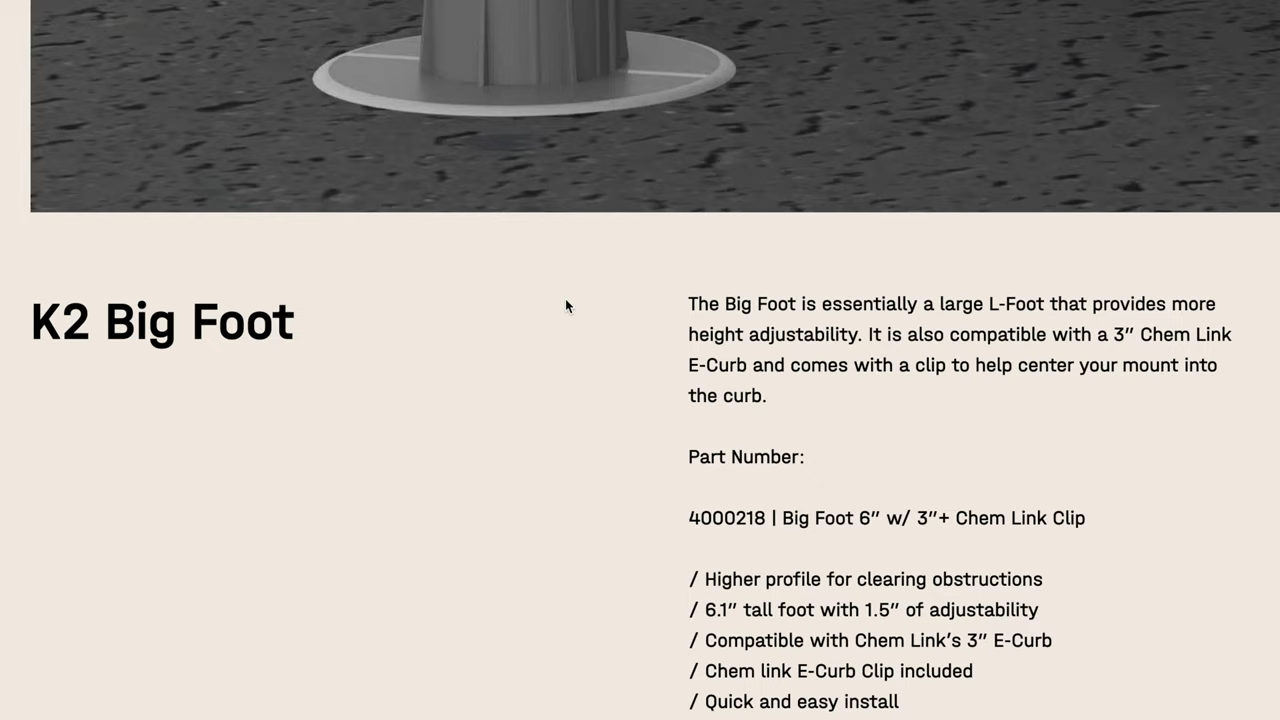 K2 Big Foot
The Big Foot is essentially a large L-Foot that provides more
height adjustability. It is also compatible with a 3" Chem Link
E-Curb and comes with a clip to help center your mount into
the curb.
Part Number:
4000218 | Big Foot 6" w/ 3"+ Chem Link Clip
/ Higher profile for clearing obstructions
/ 6.1" tall foot with 1.5" of adjustability
/ Compatible with Chem Link's 3" E-Curb
/ Chem link E-Curb Clip included
/ Quick and easy install